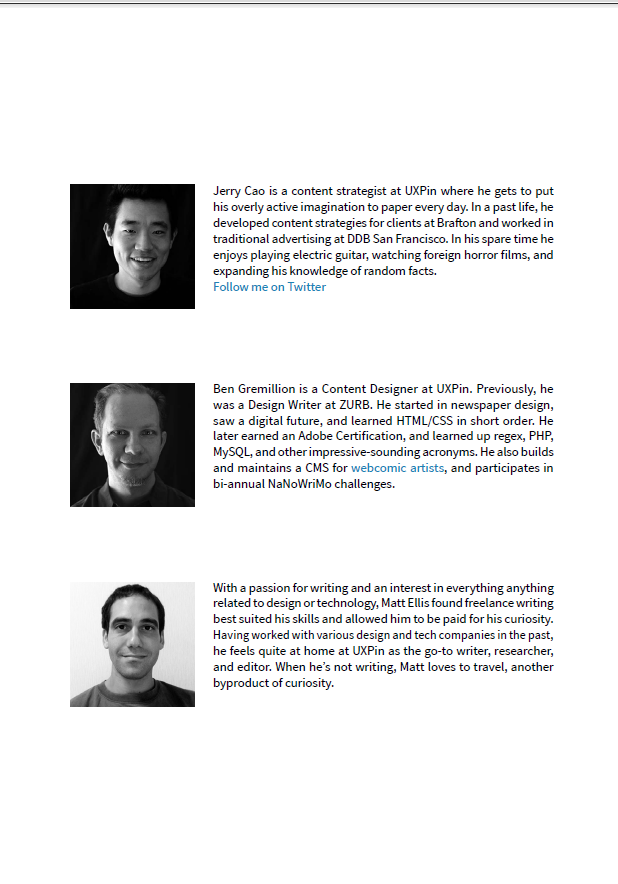 Jerry Cao is a content strategist at UXPin where he gets to put
his overly active imagination to paper every day. In a past life, he
developed content strategies for clients at Brafton and worked in
traditional advertising at DDB San Francisco. In his spare time he
enjoys playing electric guitar, watching foreign horror films, and
expanding his knowledge of random facts.
Follow me on Twitter
Ben Gremillion is a Content Designer at UXPin. Previously, he
was a Design Writer at ZURB. He started in newspaper design,
saw a digital future, and learned HTML/CSS in short order. He
later earned an Adobe Certification, and learned up regex, PHP,
MySQL, and other impressive-sounding acronyms. He also builds
and maintains a CMS for webcomic artists, and participates in
bi-annual NaNoWriMo challenges.
With a passion for writing and an interest in everything anything
related to design or technology, Matt Ellis found freelance writing
best suited his skills and allowed him to be paid for his curiosity.
Having worked with various design and tech companies in the past,
he feels quite at home at UXPin as the go-to writer, researcher,
and editor. When he’s not writing, Matt loves to travel, another
byproduct of curiosity.